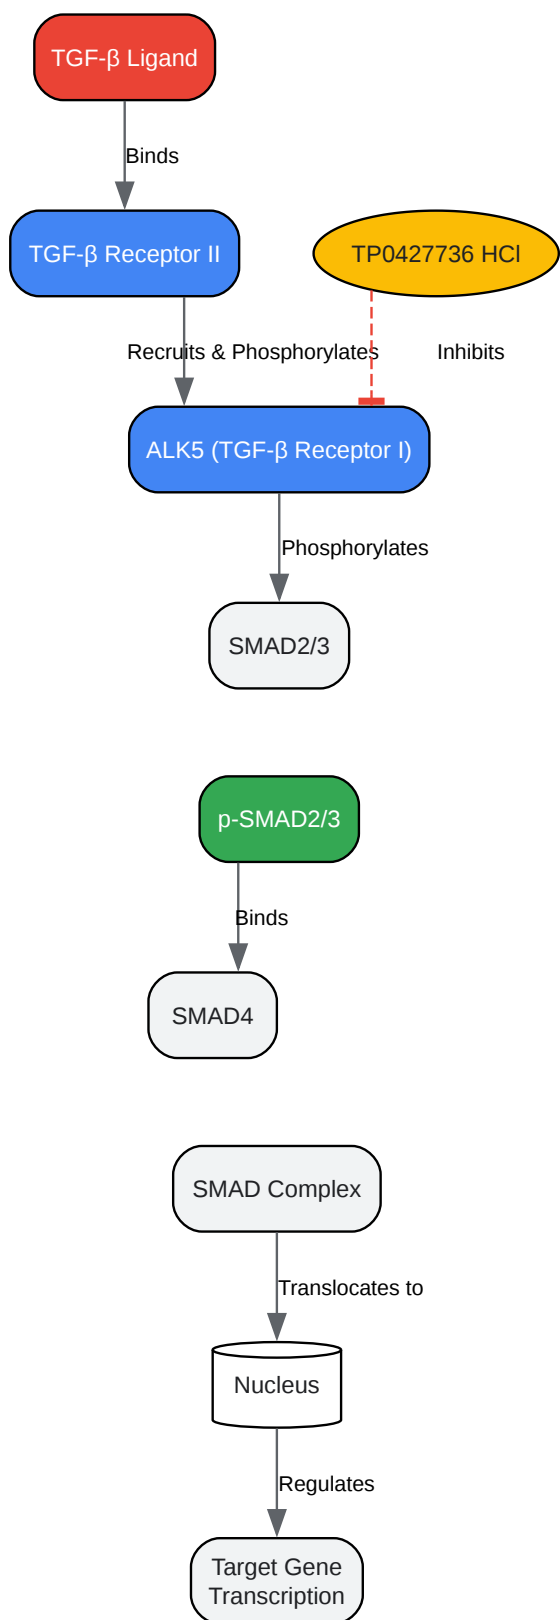 TGF-β Ligand
Binds
TGF-β Receptor II
TP0427736 HCl
Recruits & Phosphorylates
Inhibits
ALK5 (TGF-β Receptor I)
Phosphorylates
SMAD2/3
p-SMAD2/3
Binds
SMAD4
SMAD Complex
Translocates to
Nucleus
Regulates
Target Gene
Transcription